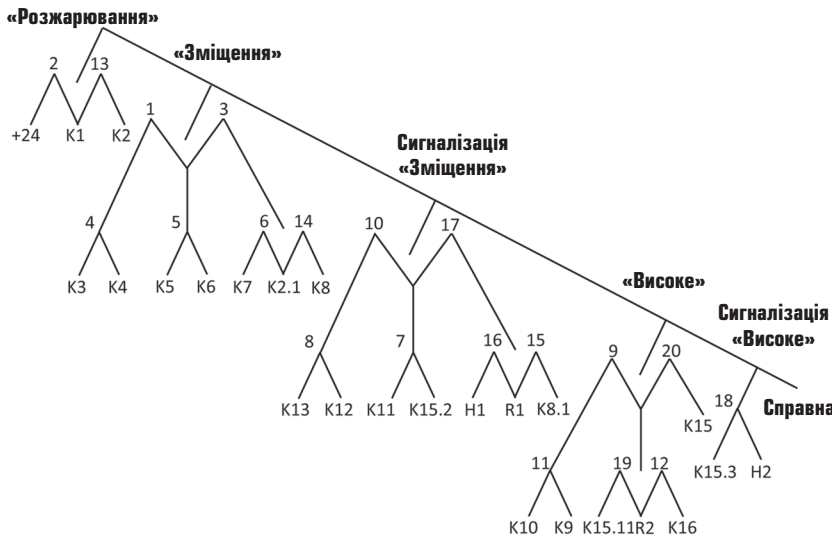 «Розжарювання»
«Зміщення»
2 13
+24 K1 K2
1 3
Сигналізація
«Зміщення»
4 5 6 14
K3 K4 K5 K6 K7 K2.1 K8
10 17
«Високе»
Сигналізація
«Високе»
8 7 16 15
K13 K12 K11 K15.2 H1 R1 K8.1
9 20
K15
18
Справна
K15.3 H2
11 19 12
K10 K9 K15.11 R2 K16